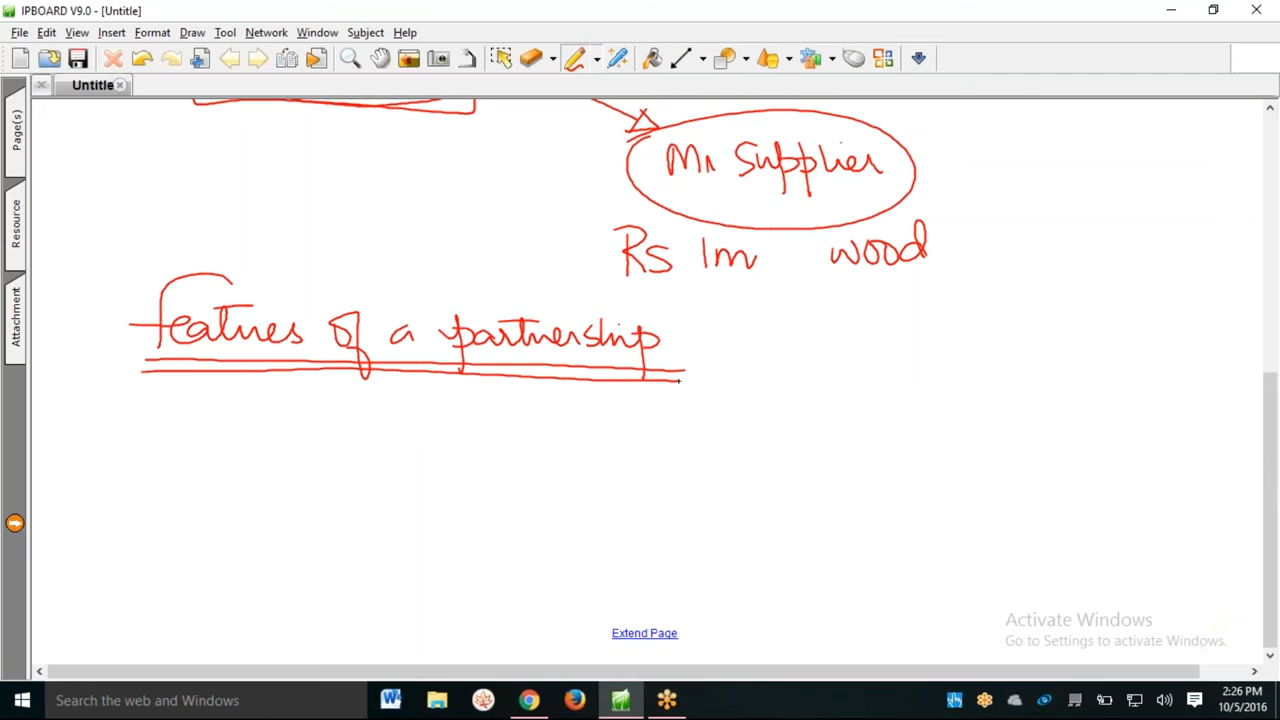 IPBOARD V9.0 - [Untitle]
File Edit View Insert Format Draw Tool Network Window Subject Help
Untitle
Page(s)
Resource
Attachment
Mr Supplier
Rs 1m wood
features of a partnership
Extend Page
Activate Windows
Go to Settings to activate Windows.
Search the web and Windows
2:26 PM
10/5/2016